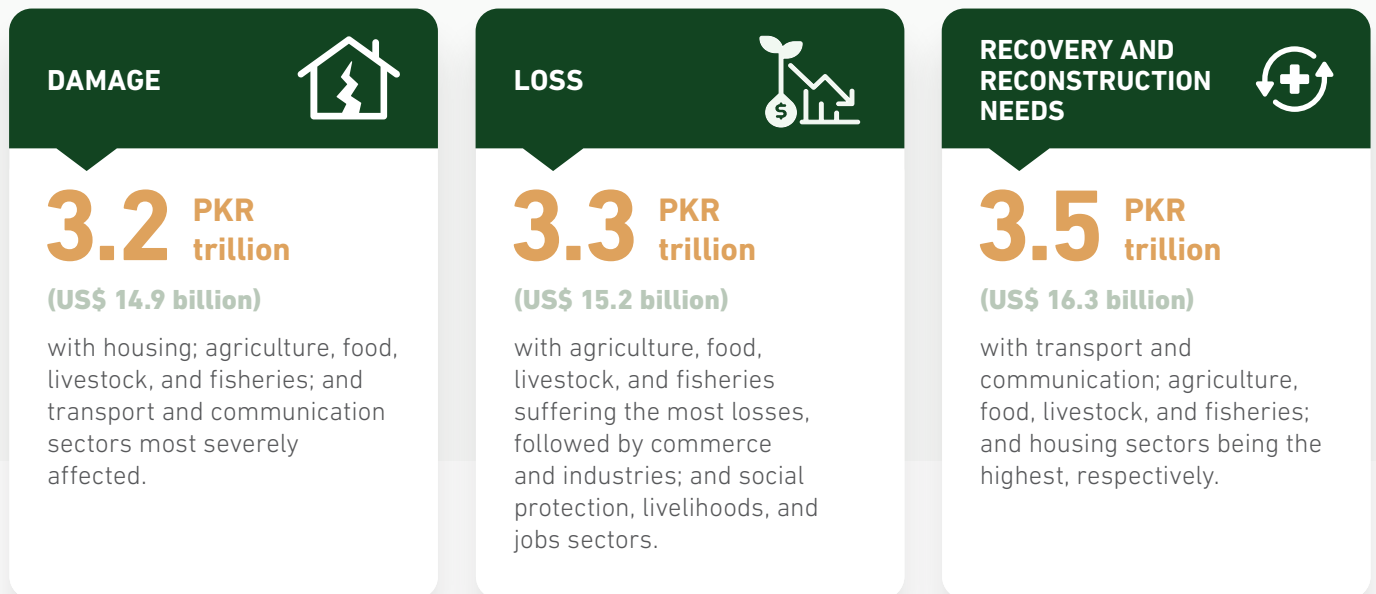 DAMAGE
3.2 PKR
trillion
(US$ 14.9 billion)
with housing; agriculture, food,
livestock, and fisheries; and
transport and communication
sectors most severely
affected.
LOSS
$
3.3 PKR
trillion
(US$ 15.2 billion)
with agriculture, food,
livestock, and fisheries
suffering the most losses,
followed by commerce
and industries; and social
protection, livelihoods, and
jobs sectors.
RECOVERY AND
RECONSTRUCTION
NEEDS
3.5 PKR
trillion
(US$ 16.3 billion)
with transport and
communication; agriculture,
food, livestock, and fisheries;
and housing sectors being the
highest, respectively.